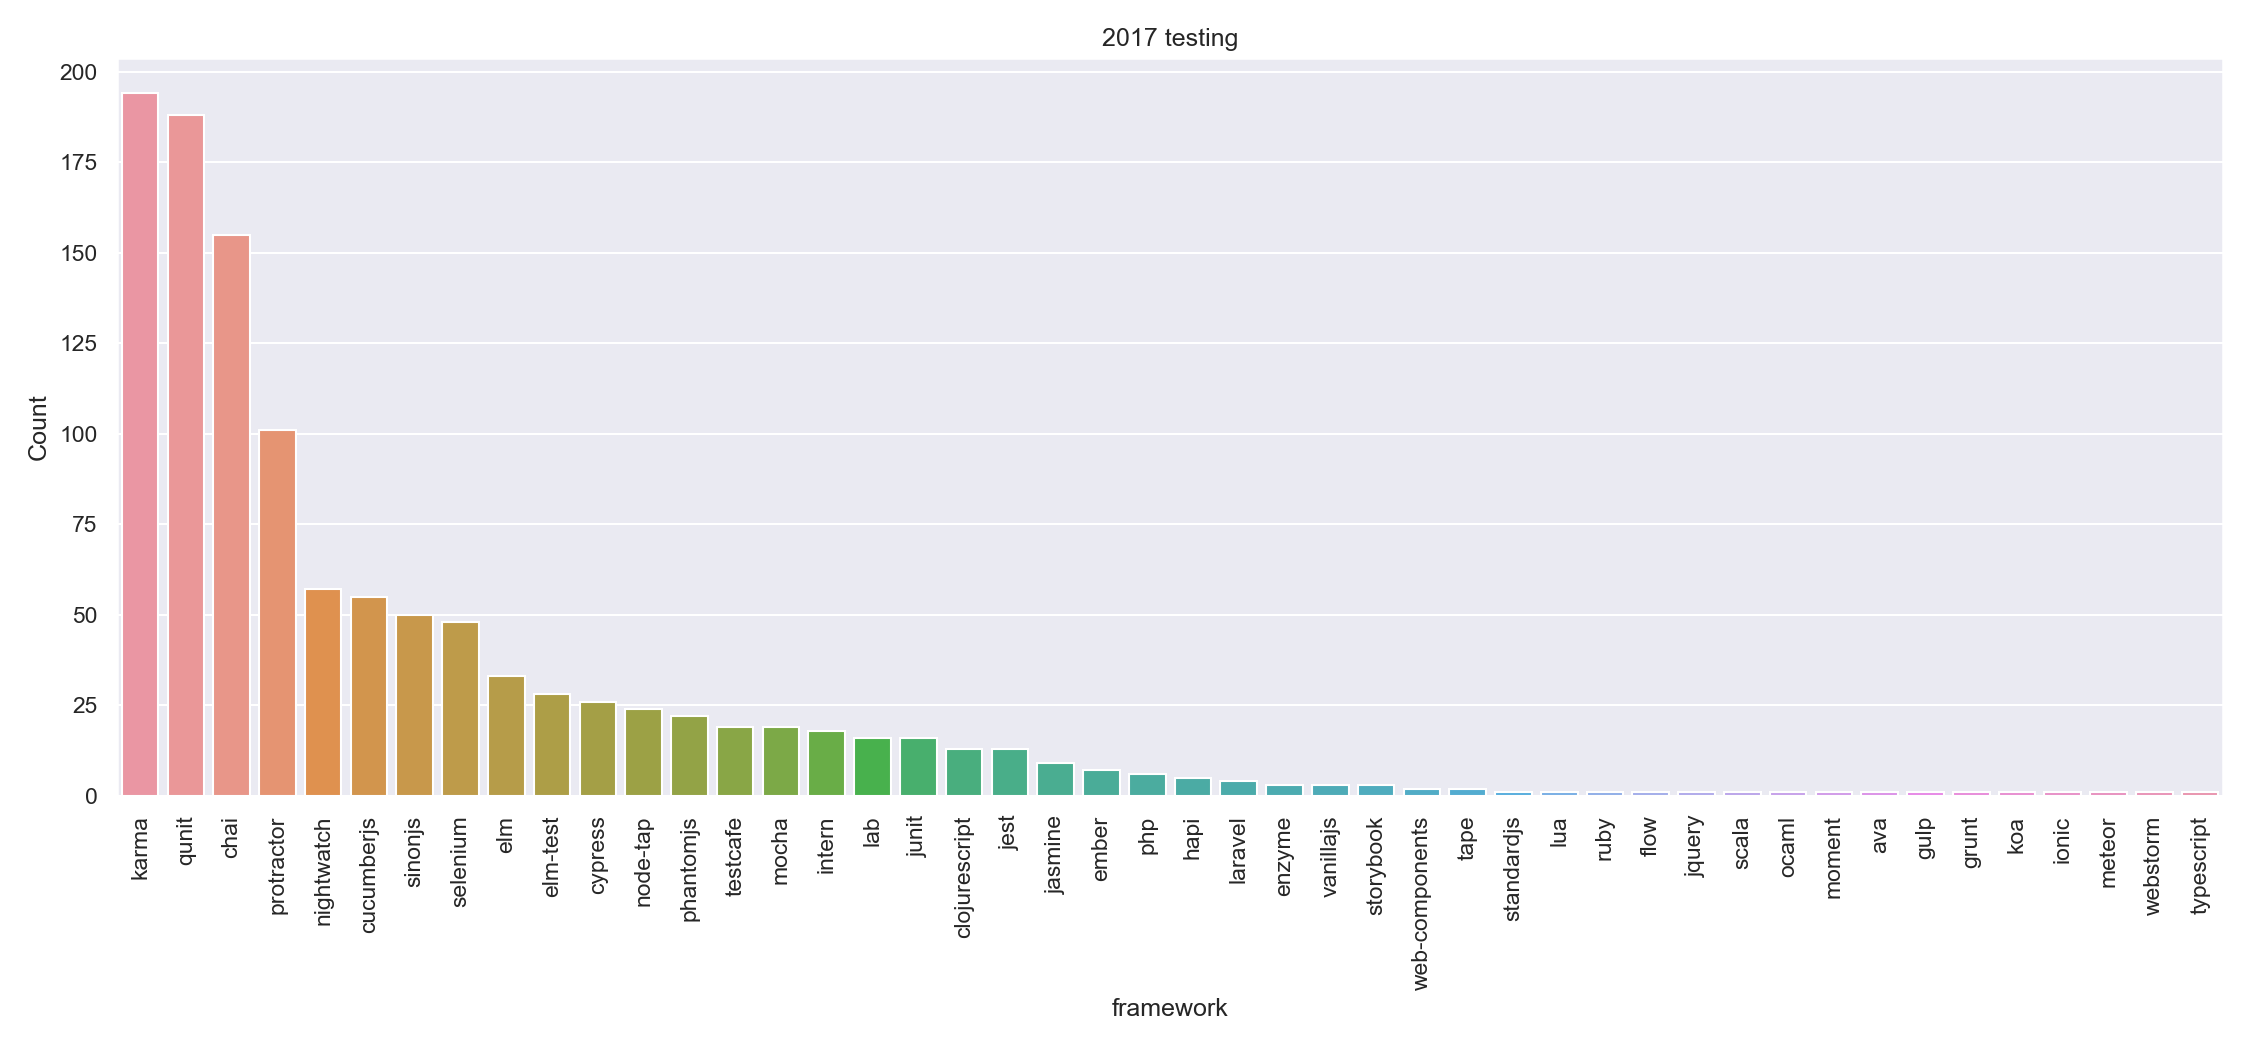 2017 testing
200
175
150
125
100
75
50
25
0
Count
karma
qunit
chai
protractor
nightwatch
cucumberjs
sinonjs
selenium
elm
elm-test
cypress
node-tap
phantomjs
testcafe
mocha
intern
lab
junit
clojurescript
jest
jasmine
ember
php
hapi
laravel
enzyme
vanillajs
storybook
web-components
tape
standardjs
lua
ruby
flow
jquery
scala
ocaml
moment
ava
gulp
grunt
koa
ionic
meteor
webstorm
typescript
framework